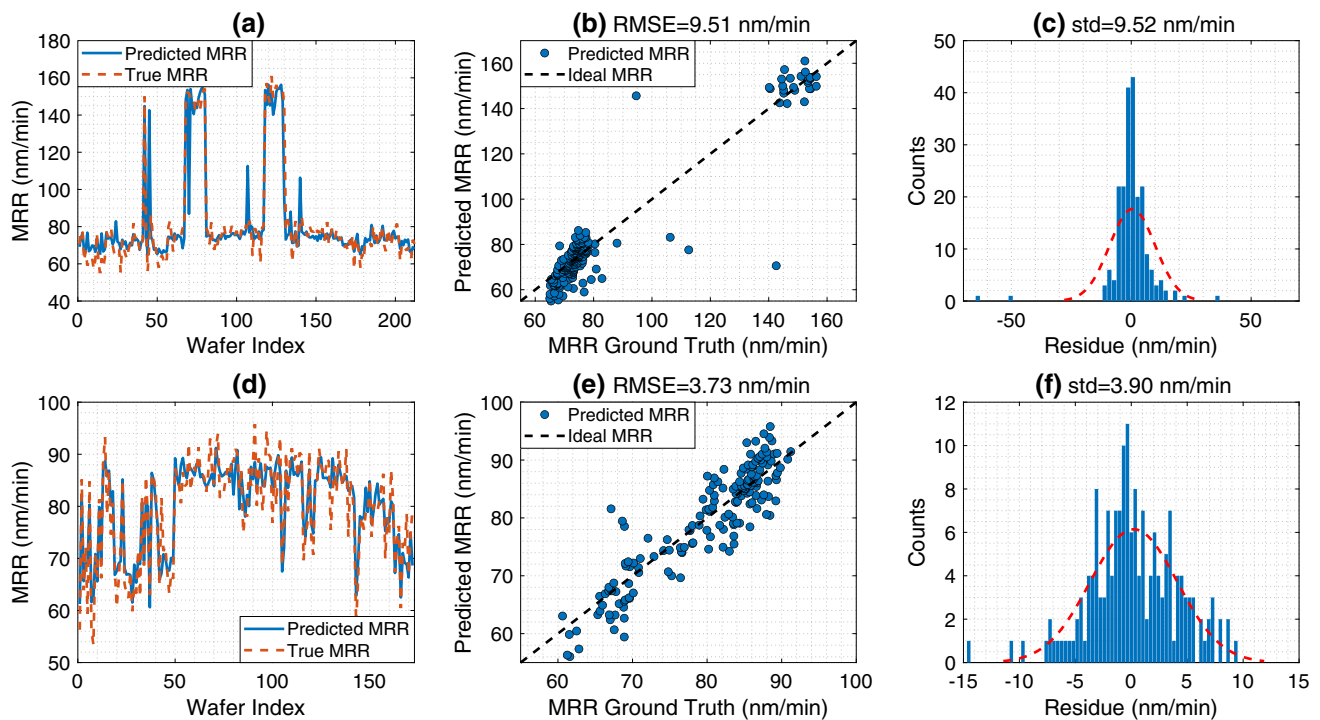 (a)
180
160
140
120
100
80
60
40
MRR (nm/min)
Predicted MRR
True MRR
0 50 100 150 200
Wafer Index
(b) RMSE=9.51 nm/min
160
140
120
100
80
60
Predicted MRR (nm/min)
Predicted MRR
Ideal MRR
60 80 100 120 140 160
MRR Ground Truth (nm/min)
(c) std=9.52 nm/min
50
40
30
20
10
0
Counts
-50 0 50
Residue (nm/min)
(d)
100
90
80
70
60
50
MRR (nm/min)
Predicted MRR
True MRR
0 50 100 150
Wafer Index
(e) RMSE=3.73 nm/min
100
90
80
70
60
Predicted MRR (nm/min)
Predicted MRR
Ideal MRR
60 70 80 90 100
MRR Ground Truth (nm/min)
(f) std=3.90 nm/min
12
10
8
6
4
2
0
Counts
-15 -10 -5 0 5 10 15
Residue (nm/min)